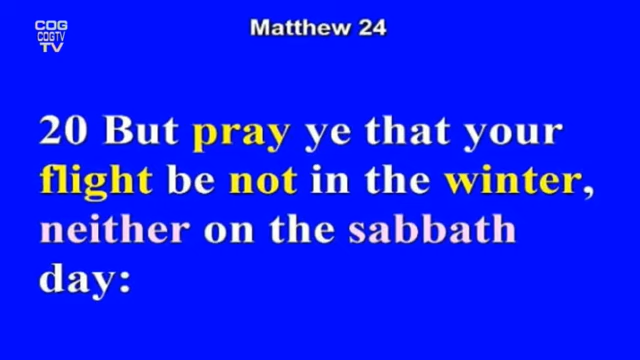 COG
COGTV
TV
Matthew 24
20 But pray ye that your
flight be not in the winter,
neither on the sabbath
day: